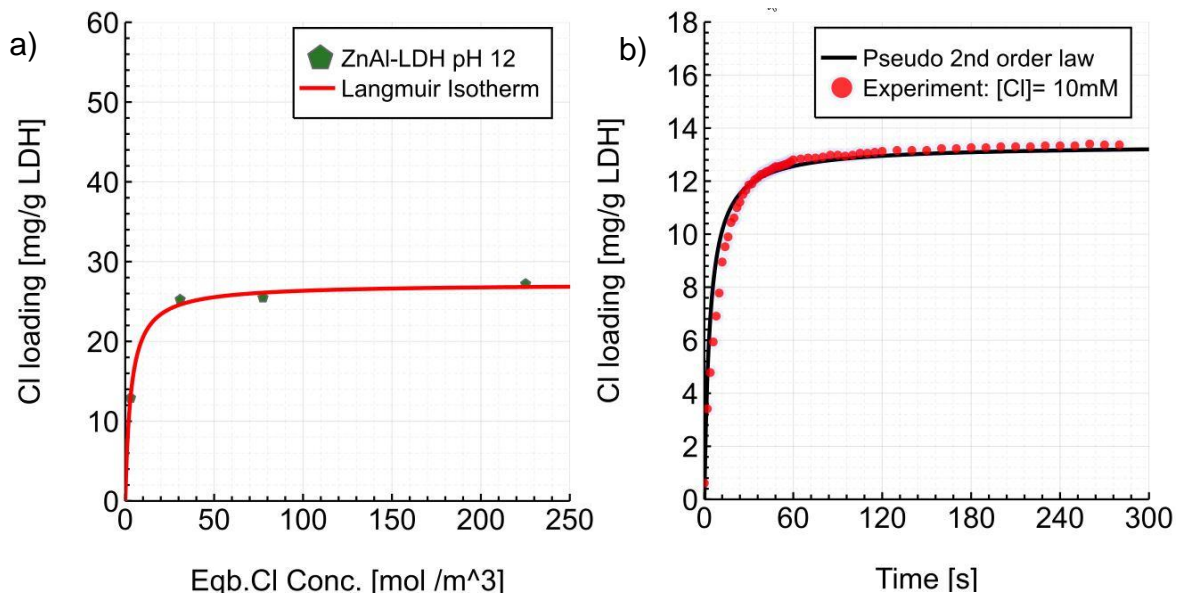 a)
60
50
40
30
20
10
0
Cl loading [mg/g LDH]
ZnAl-LDH pH 12
Langmuir Isotherm
0 50 100 150 200 250
Eqb.Cl Conc. [mol /m^3]
b)
18
16
14
12
10
8
6
4
2
0
Cl loading [mg/g LDH]
Pseudo 2nd order law
Experiment: [Cl]= 10mM
0 60 120 180 240 300
Time [s]